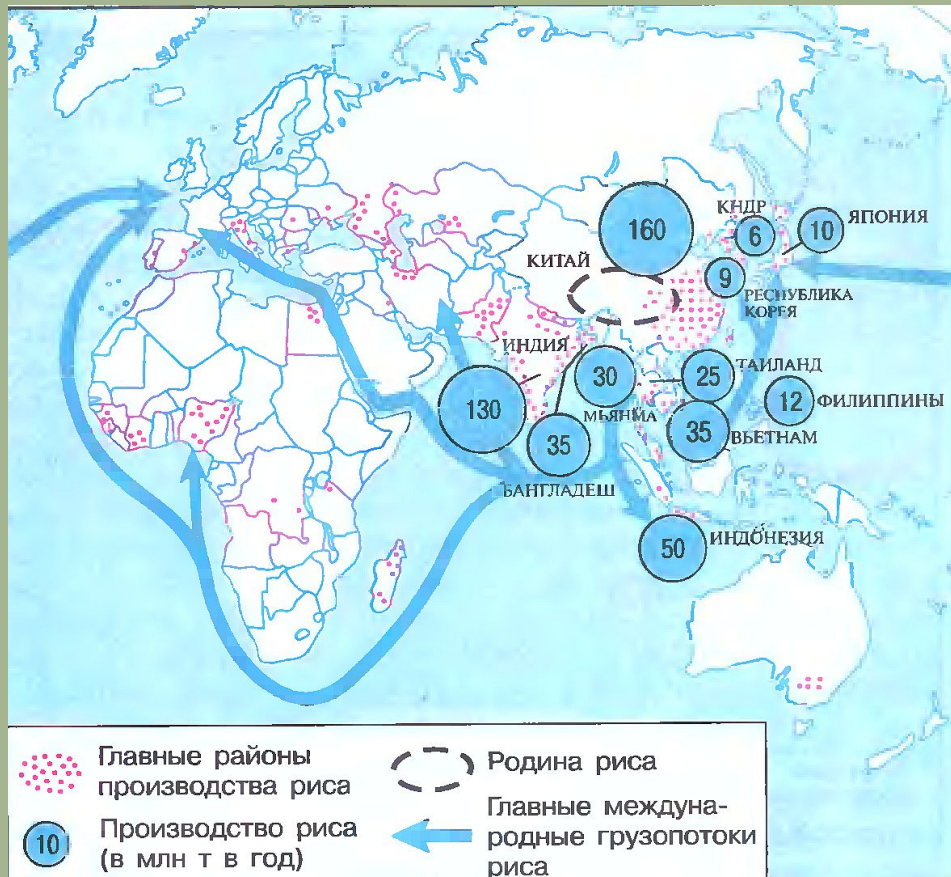 КНДР
6
10
ЯПОНИЯ
160
КИТАЙ
9
РЕСПУБЛИКА
КОРЕЯ
ИНДИЯ
130
30
МЬЯНМА
25
ТАИЛАНД
12
ФИЛИППИНЫ
35
ВЬЕТНАМ
35
БАНГЛАДЕШ
50
ИНДОНЕЗИЯ
Главные районы
производства риса
10
Производство риса
(в млн т в год)
Родина риса
Главные междуна-
родные грузопотоки
риса